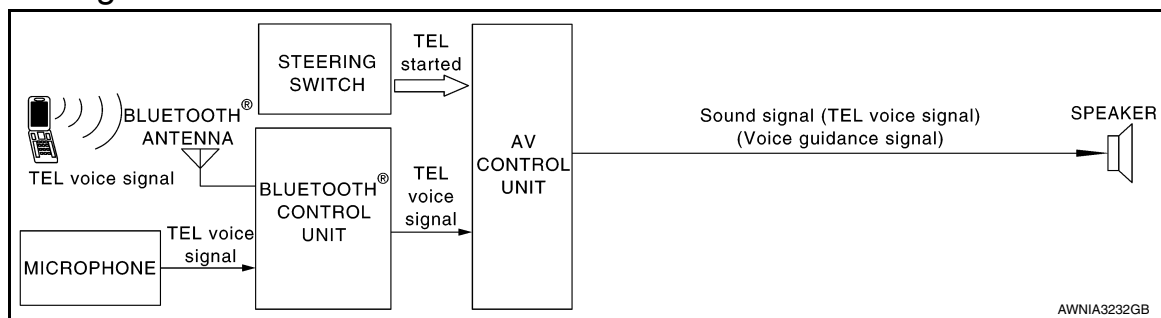 STEERING
SWITCH
TEL
started
BLUETOOTH®
ANTENNA
TEL voice signal
BLUETOOTH®
CONTROL
UNIT
TEL
voice
signal
MICROPHONE
TEL voice
signal
AV
CONTROL
UNIT
Sound signal (TEL voice signal)
(Voice guidance signal)
SPEAKER
AWNIA3232GB